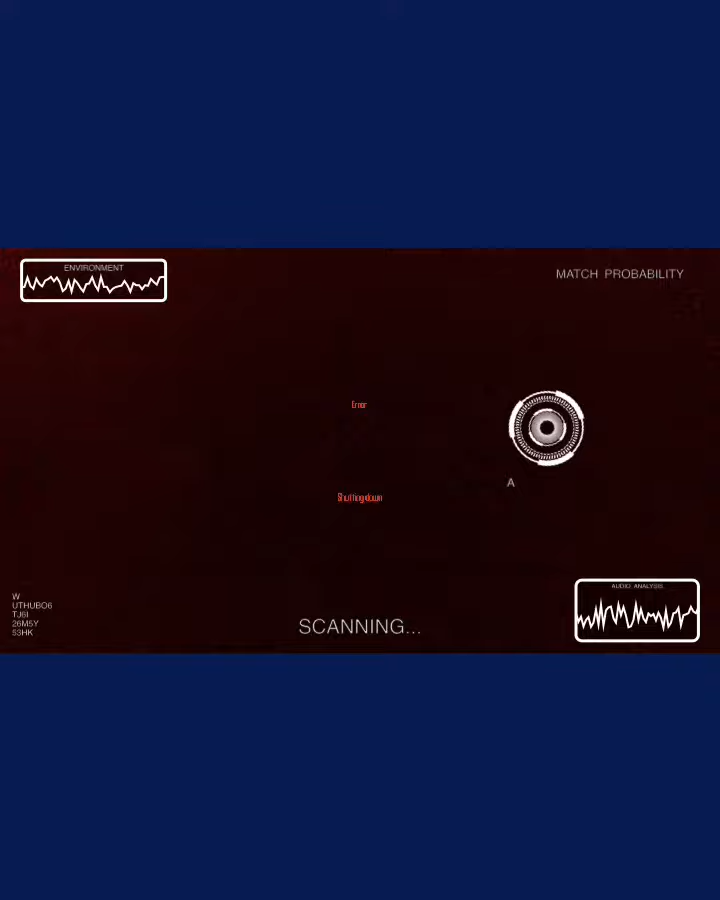 ENVIRONMENT
MATCH PROBABILITY
Error
A
Shutting down
AUDIO ANALYSIS
W
UTHUBO6
TJ6I
26M5Y
53HK
SCANNING...